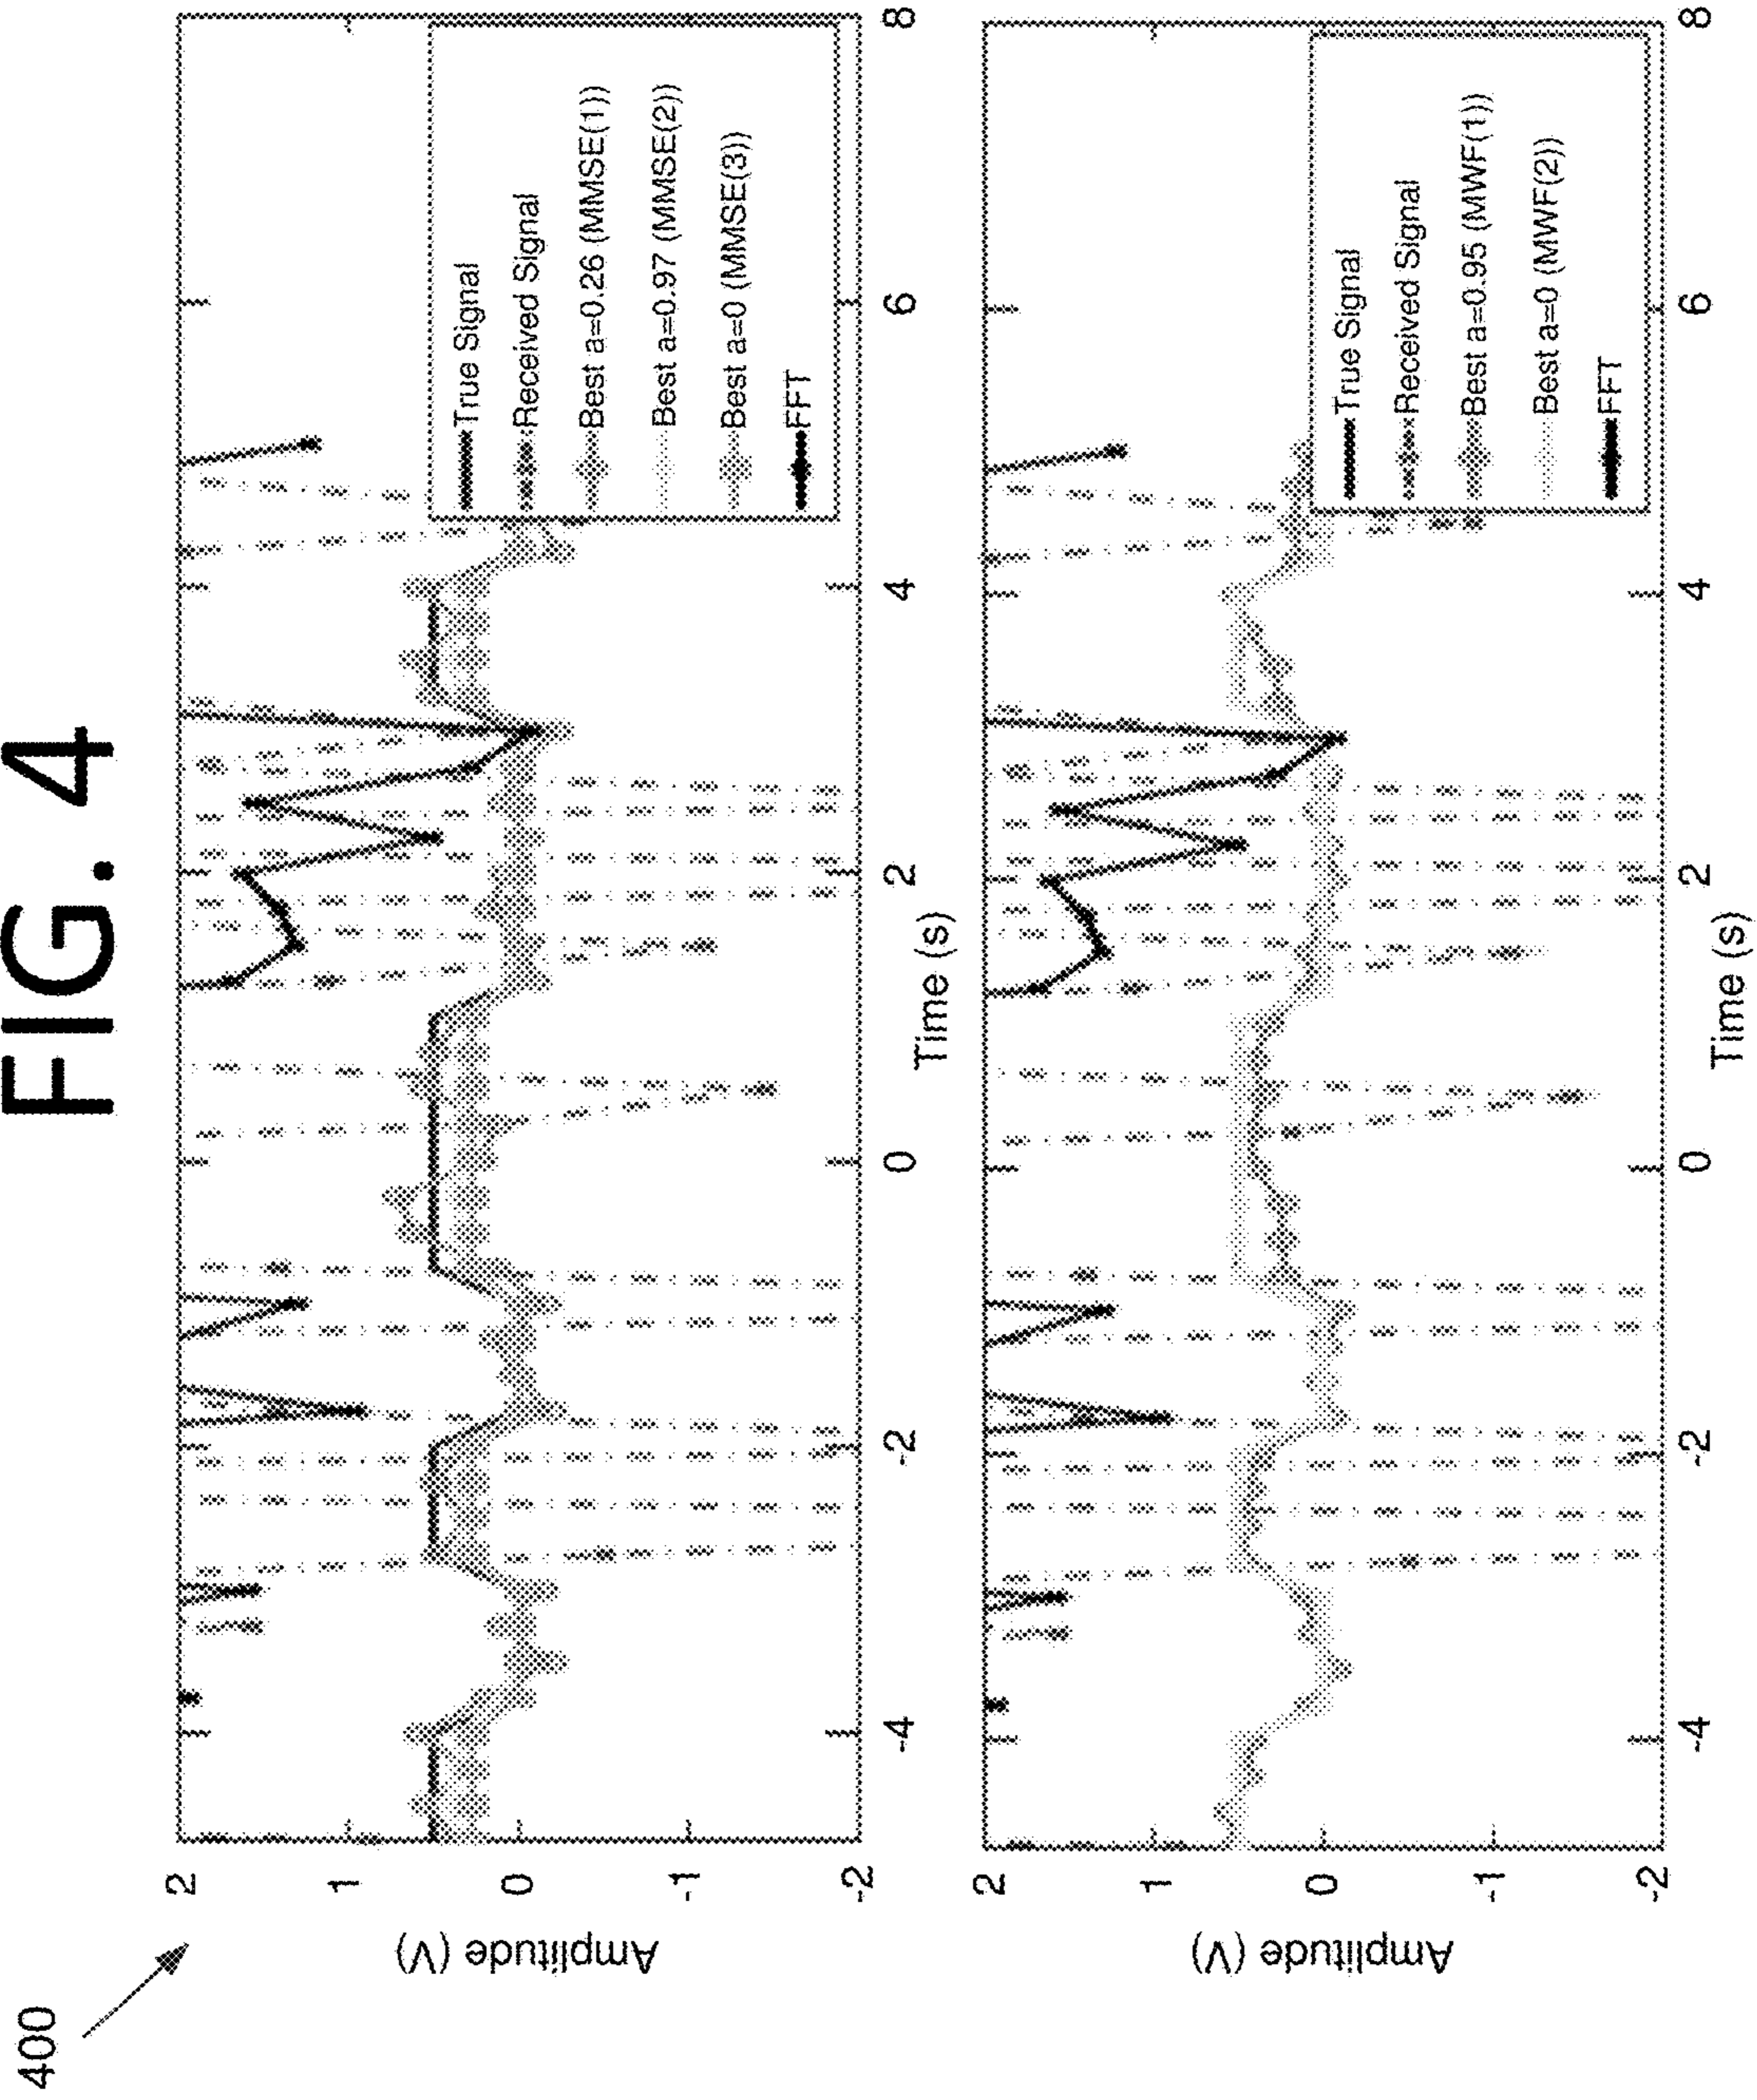 400
FIG. 4
Amplitude (V)
2
1
0
-1
-2
True Signal
Received Signal
Best a=0.26 (MMSE(1))
Best a=0.97 (MMSE(2))
Best a=0 (MMSE(3))
FFT
-4
-2
0
2
4
6
8
Time (s)
Amplitude (V)
2
1
0
-1
-2
True Signal
Received Signal
Best a=0.95 (MWF(1))
Best a=0 (MWF(2))
FFT
-4
-2
0
2
4
6
8
Time (s)